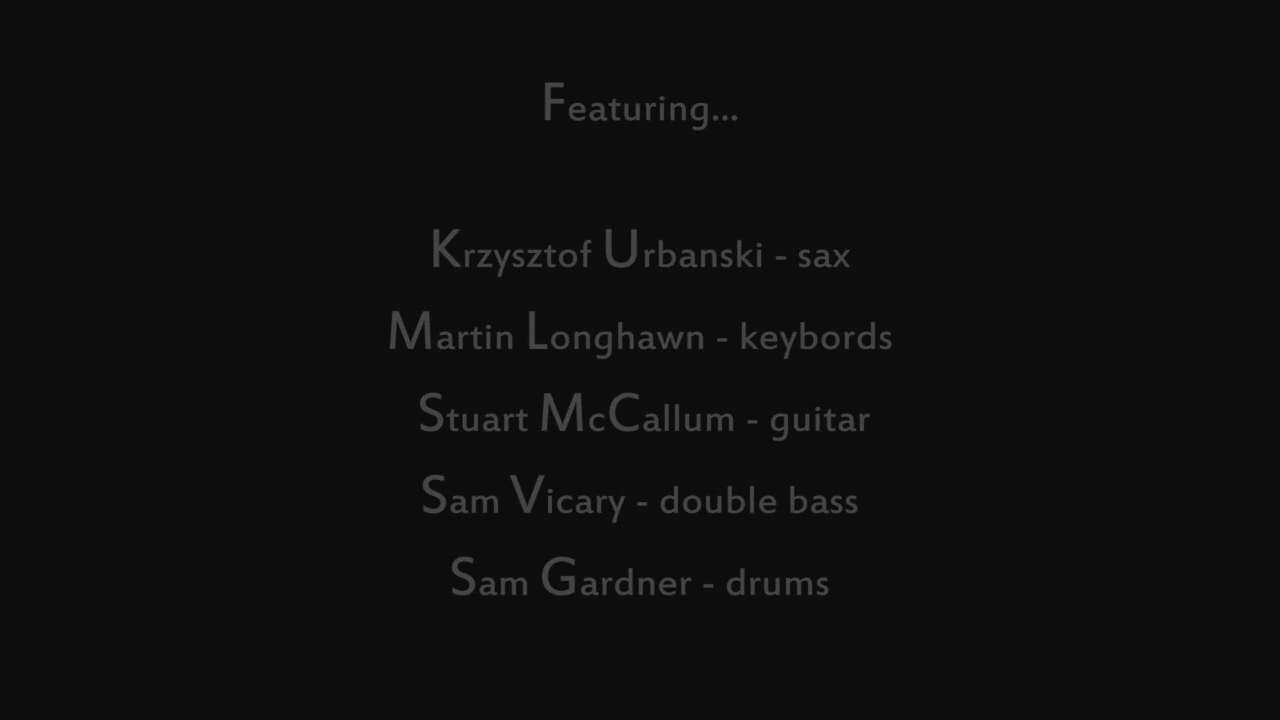 Featuring...
Krzysztof Urbanski - sax
Martin Longhawn - keybords
Stuart McCallum - guitar
Sam Vicary - double bass
Sam Gardner - drums